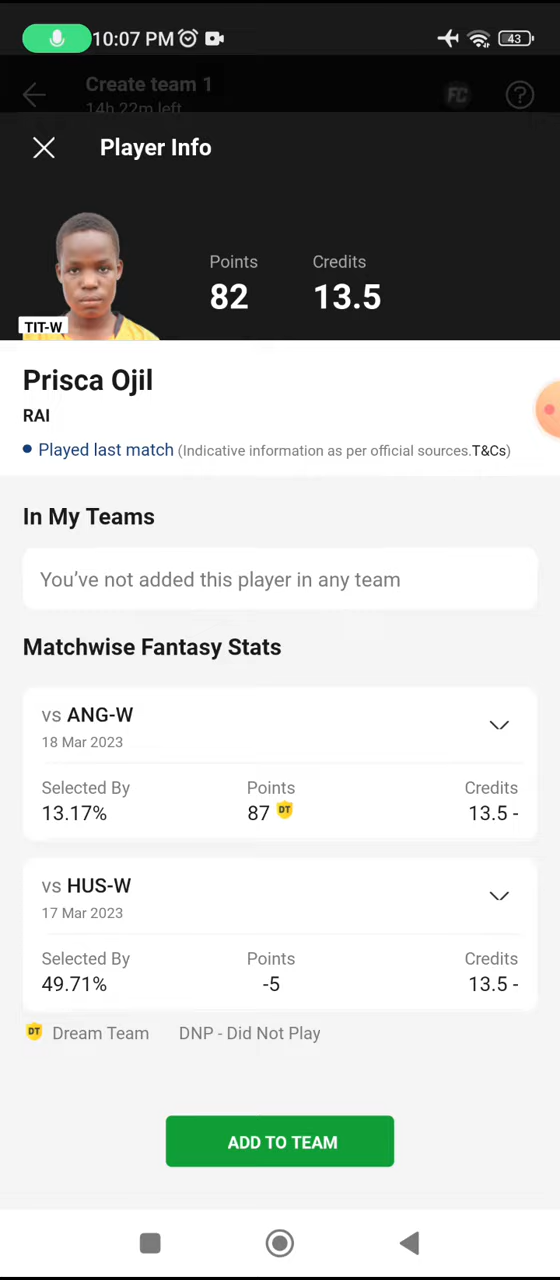 10:07 PM
43
Create team 1
14h 22m left
FC
?
Player Info
Points
Credits
82
13.5
TIT-W
Prisca Ojil
RAI
Played last match (Indicative information as per official sources.T&Cs)
In My Teams
You've not added this player in any team
Matchwise Fantasy Stats
vs ANG-W
18 Mar 2023
Selected By
Points
Credits
13.17%
87 DT
13.5 -
vs HUS-W
17 Mar 2023
Selected By
Points
Credits
49.71%
-5
13.5 -
DT Dream Team
DNP - Did Not Play
ADD TO TEAM